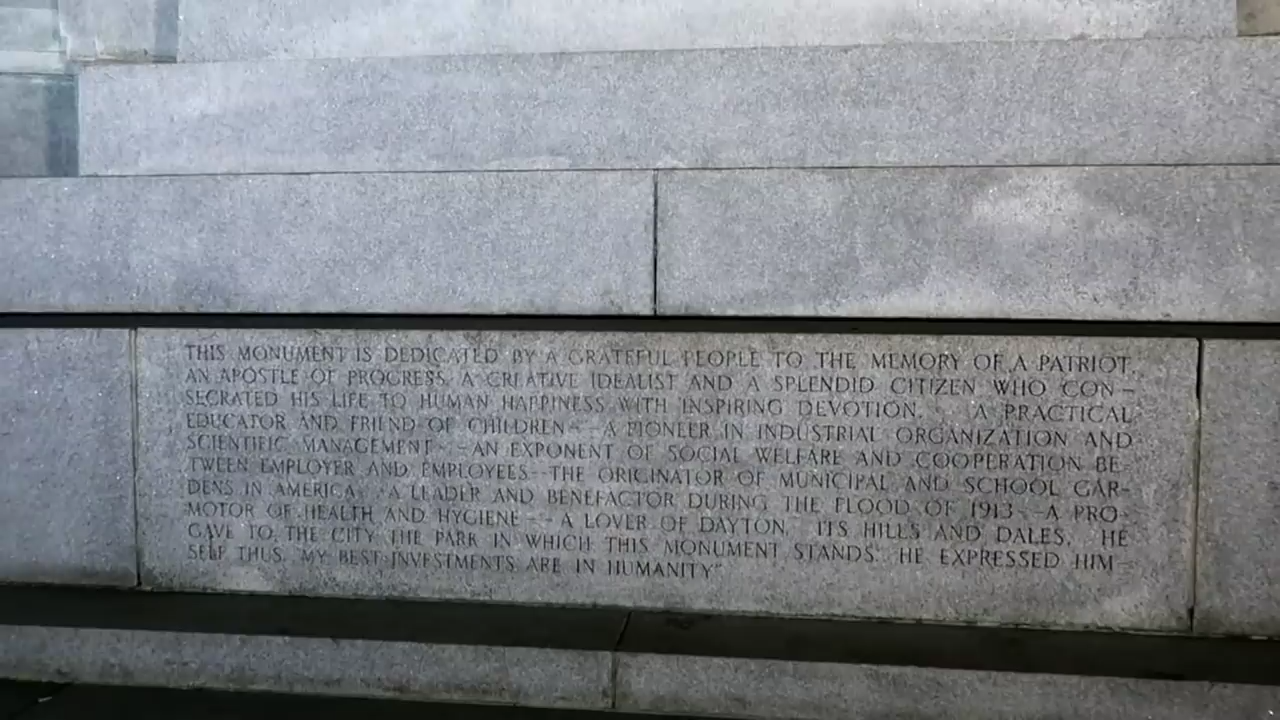 THIS MONUMENT IS DEDICATED BY A GRATEFUL PEOPLE TO THE MEMORY OF A PATRIOT,
AN APOSTLE OF PROGRESS, A CREATIVE IDEALIST AND A SPLENDID CITIZEN WHO CON-
SECRATED HIS LIFE TO HUMAN HAPPINESS WITH INSPIRING DEVOTION. A PRACTICAL
EDUCATOR AND FRIEND OF CHILDREN--A PIONEER IN INDUSTRIAL ORGANIZATION AND
SCIENTIFIC MANAGEMENT--AN EXPONENT OF SOCIAL WELFARE AND COOPERATION BE-
TWEEN EMPLOYER AND EMPLOYEES--THE ORIGINATOR OF MUNICIPAL AND SCHOOL GAR-
DENS IN AMERICA--A LEADER AND BENEFACTOR DURING THE FLOOD OF 1913--A PRO-
MOTOR OF HEALTH AND HYGIENE--A LOVER OF DAYTON, ITS HILLS AND DALES. HE
GAVE TO THE CITY THE PARK IN WHICH THIS MONUMENT STANDS. HE EXPRESSED HIM-
SELF THUS, "MY BEST INVESTMENTS ARE IN HUMANITY"